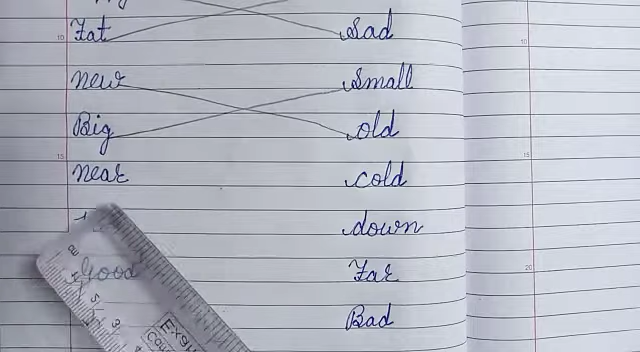 Fat Sad
new small
Big old
near cold
down
Good Far
Bad